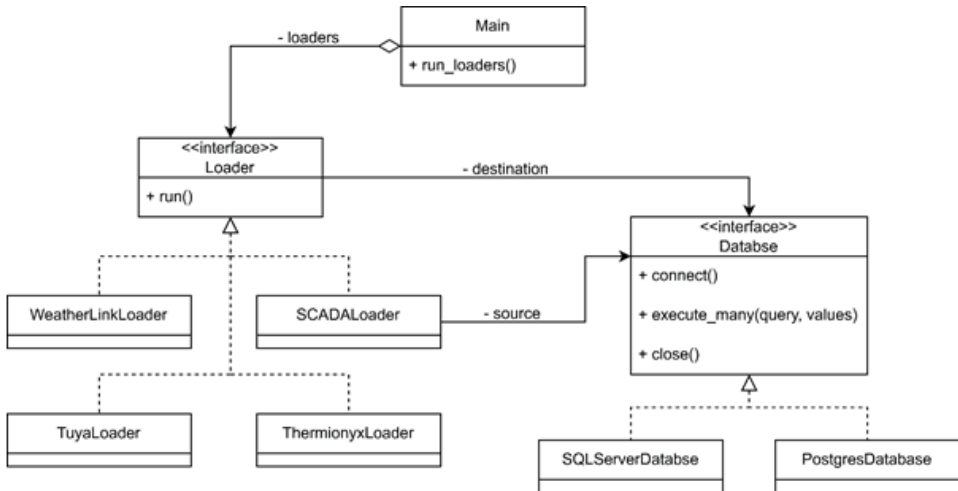 Main
- loaders
+ run_loaders()
<<interface>>
Loader
- destination
+ run()
<<interface>>
Databse
+ connect()
WeatherLinkLoader
SCADALoader
- source
+ execute_many(query, values)
+ close()
TuyaLoader
ThermionyxLoader
SQLServerDatabse
PostgresDatabase